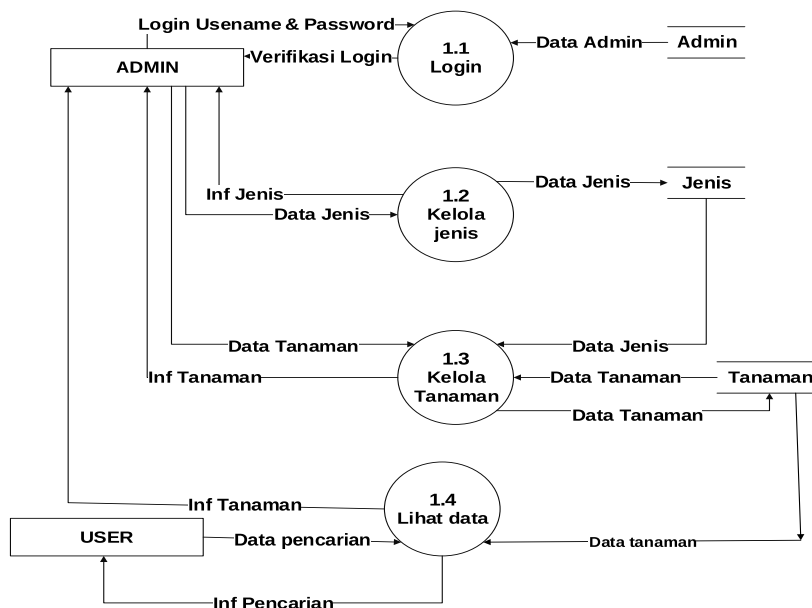 Login Usename & Password
1.1
Login
Data Admin
Admin
ADMIN
Verifikasi Login
Inf Jenis
Data Jenis
1.2
Kelola
jenis
Data Jenis
Jenis
Data Tanaman
Inf Tanaman
1.3
Kelola
Tanaman
Data Jenis
Data Tanaman
Tanaman
Data Tanaman
Inf Tanaman
1.4
Lihat data
USER
Data pencarian
Data tanaman
Inf Pencarian